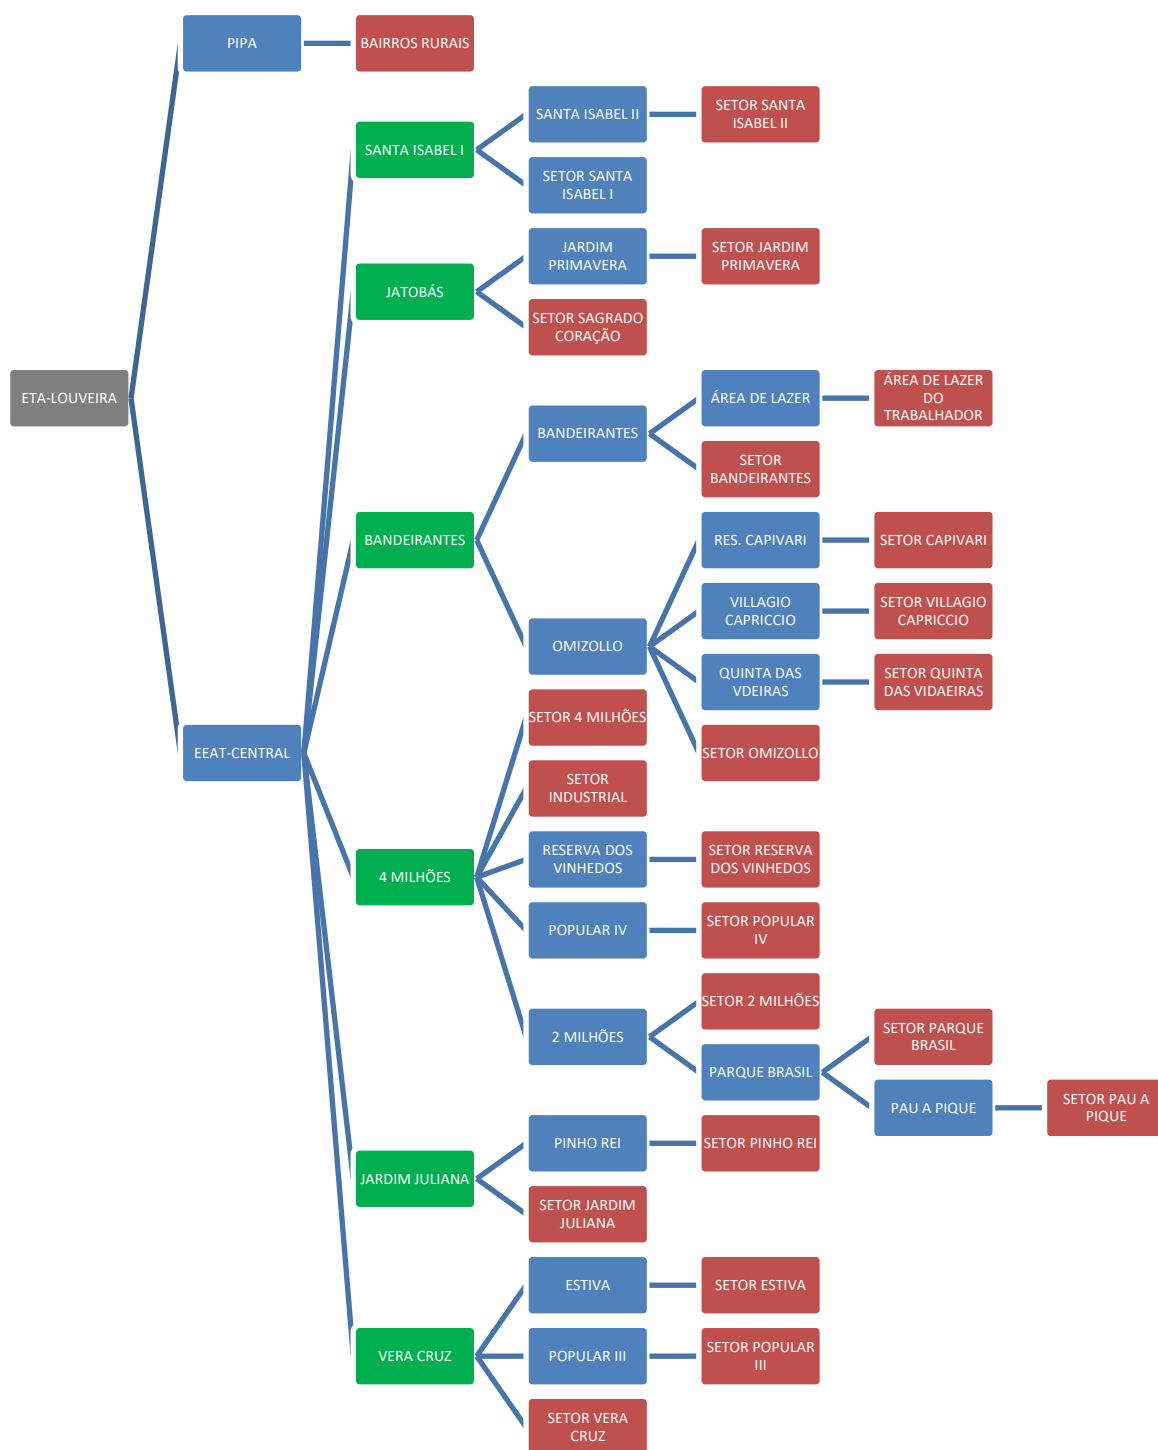 PIPA
BAIRROS RURAIS
SANTA ISABEL II
SETOR SANTA
ISABEL II
SANTA ISABEL I
SETOR SANTA
ISABEL I
JARDIM
PRIMAVERA
SETOR JARDIM
PRIMAVERA
JATOBÁS
SETOR SAGRADO
CORAÇÃO
ETA-LOUVEIRA
ÁREA DE LAZER
ÁREA DE LAZER
DO
TRABALHADOR
BANDEIRANTES
SETOR
BANDEIRANTES
BANDEIRANTES
RES. CAPIVARI
SETOR CAPIVARI
VILLAGIO
CAPRICCIO
SETOR VILLAGIO
CAPRICCIO
OMIZOLLO
QUINTA DAS
VDEIRAS
SETOR QUINTA
DAS VIDAEIRAS
SETOR 4 MILHÕES
EEAT-CENTRAL
SETOR OMIZOLLO
SETOR
INDUSTRIAL
RESERVA DOS
VINHEDOS
SETOR RESERVA
DOS VINHEDOS
4 MILHÕES
POPULAR IV
SETOR POPULAR
IV
SETOR 2 MILHÕES
2 MILHÕES
SETOR PARQUE
BRASIL
PARQUE BRASIL
PAU A PIQUE
SETOR PAU A
PIQUE
PINHO REI
SETOR PINHO REI
JARDIM JULIANA
SETOR JARDIM
JULIANA
ESTIVA
SETOR ESTIVA
VERA CRUZ
POPULAR III
SETOR POPULAR
III
SETOR VERA
CRUZ